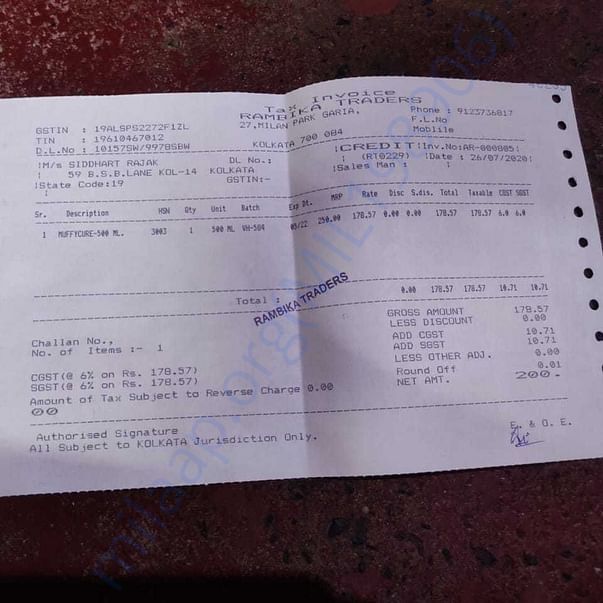 Tax Invoice
RAMBIKA TRADERS
27,MILAN PARK GARIA,
KOLKATA 700 084
GSTIN : 19ALSPS2272F1ZL
TIN : 19610467012
D.L.No : 10157SW/9978SBW
Phone : 9123736817
F.L.No
Mobile
M/s SIDDHART RAJAK DL No.:
59 B.S.B.LANE KOL-14 KOLKATA
State Code:19 GSTIN:-
CREDIT Inv.No:AR-000805
(RT0229) Date : 26/07/2020
Sales Man :
Sr. Description HSN Qty Unit Batch Exp Dt. MRP Rate Disc S.dis. Total Taxable CGST SGST
1 MUFFYCURE-500 ML. 3003 1 500 ML VH-504 05/22 250.00 178.57 0.00 0.00 178.57 178.57 6.0 6.0
Total : 0.00 178.57 178.57 10.71 10.71
RAMBIKA TRADERS
Challan No.,
No. of Items :- 1
CGST(@ 6% on Rs. 178.57)
SGST(@ 6% on Rs. 178.57)
Amount of Tax Subject to Reverse Charge 0.00
00
GROSS AMOUNT 178.57
LESS DISCOUNT 0.00
ADD CGST 10.71
ADD SGST 10.71
LESS OTHER ADJ. 0.00
Round Off 0.01
NET AMT. 200.
E. & O. E.
Authorised Signature
All Subject to KOLKATA Jurisdiction Only.